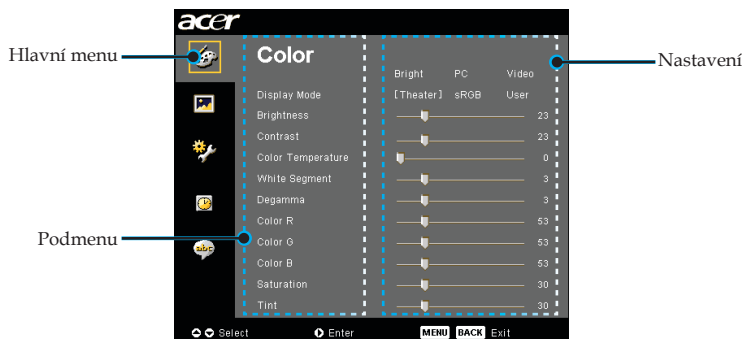 acer
Hlavní menu
Color
Nastavení
Bright PC Video
Display Mode [Theater] sRGB User
Brightness 23
Contrast 23
Color Temperature 0
White Segment 3
Degamma 3
Color R 53
Podmenu
abc
Color G 53
Color B 53
Saturation 30
Tint 30
Select Enter MENU BACK Exit